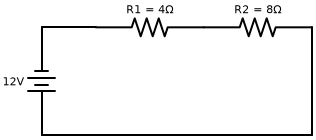 R1 = 4Ω
R2 = 8Ω
12V